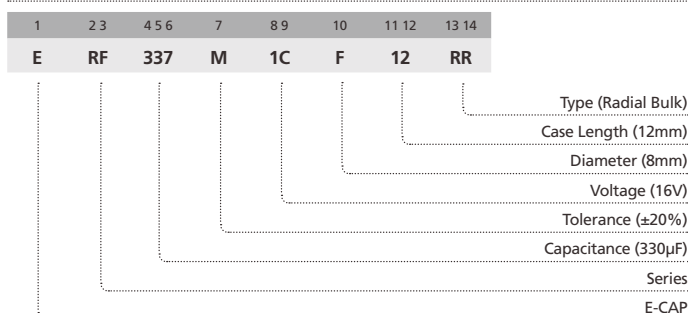 1 2 3 4 5 6 7 8 9 10 11 12 13 14
E RF 337 M 1C F 12 RR
Type (Radial Bulk)
Case Length (12mm)
Diameter (8mm)
Voltage (16V)
Tolerance (±20%)
Capacitance (330µF)
Series
E-CAP